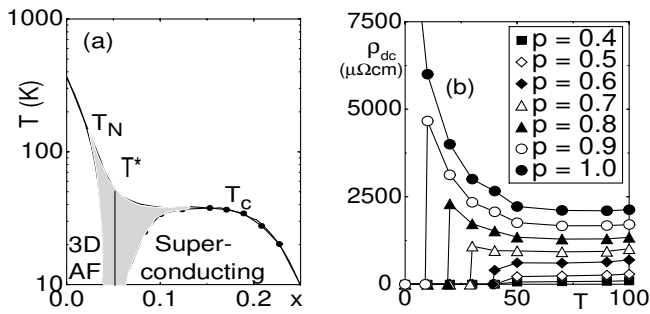 1000
(a)
T (K)
T_N
100
T*
T_c
3D
AF
Super-
conducting
10
0.0
0.1
0.2
x
7500
ρ_dc
(μΩcm)
(b)
5000
2500
0
p = 0.4
p = 0.5
p = 0.6
p = 0.7
p = 0.8
p = 0.9
p = 1.0
0
50
T
100